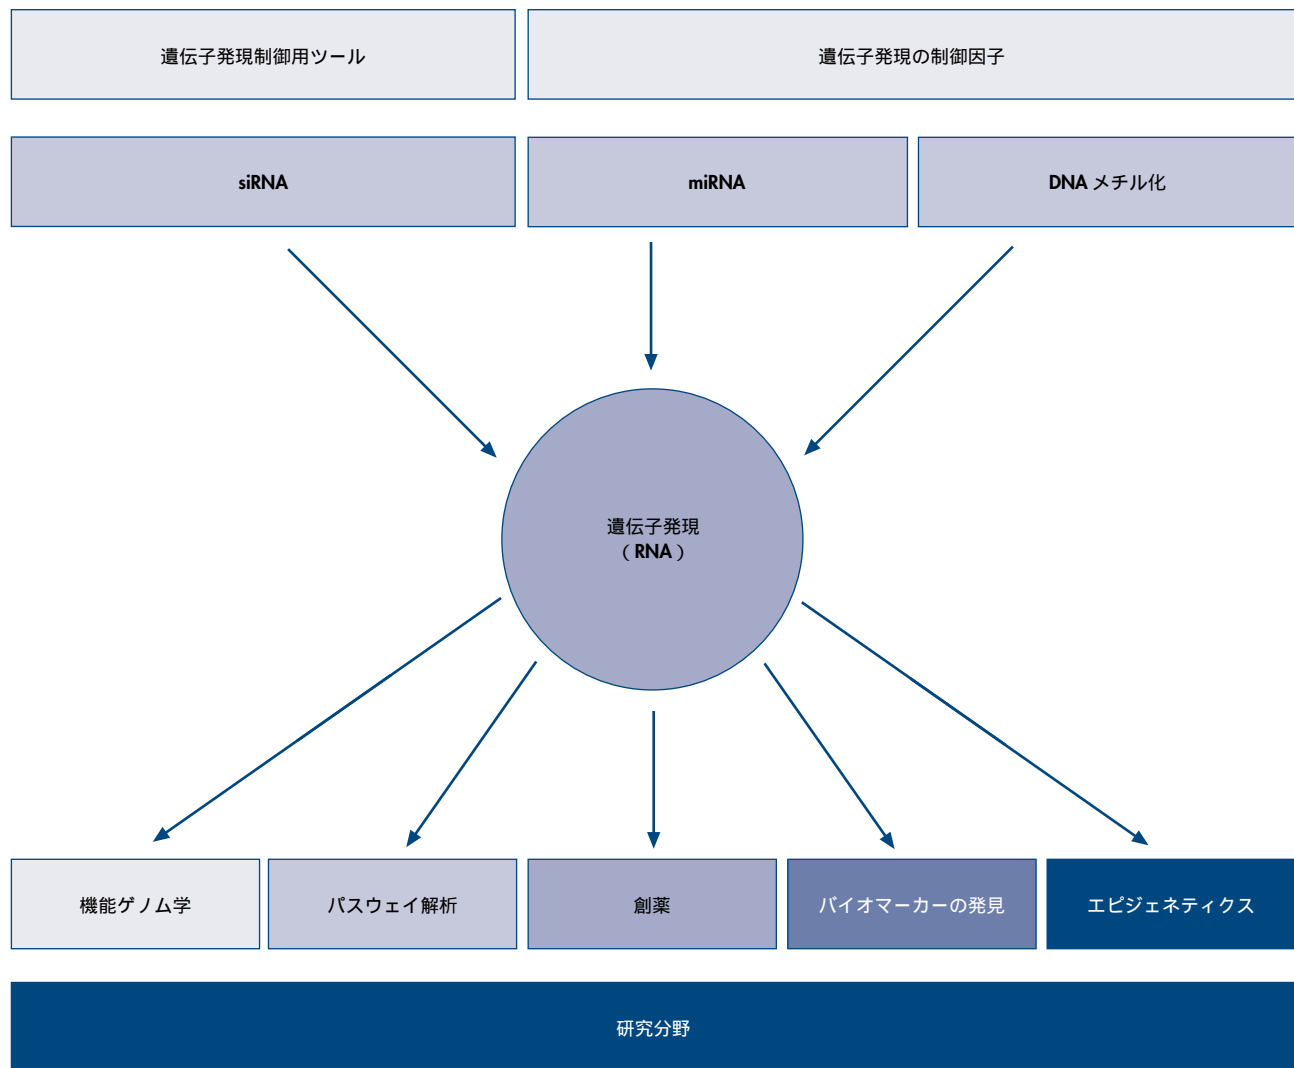 遺伝子発現制御用ツール
遺伝子発現の制御因子
siRNA
miRNA
DNA メチル化
遺伝子発現
（RNA）
機能ゲノム学
パスウェイ解析
創薬
バイオマーカーの発見
エピジェネティクス
研究分野